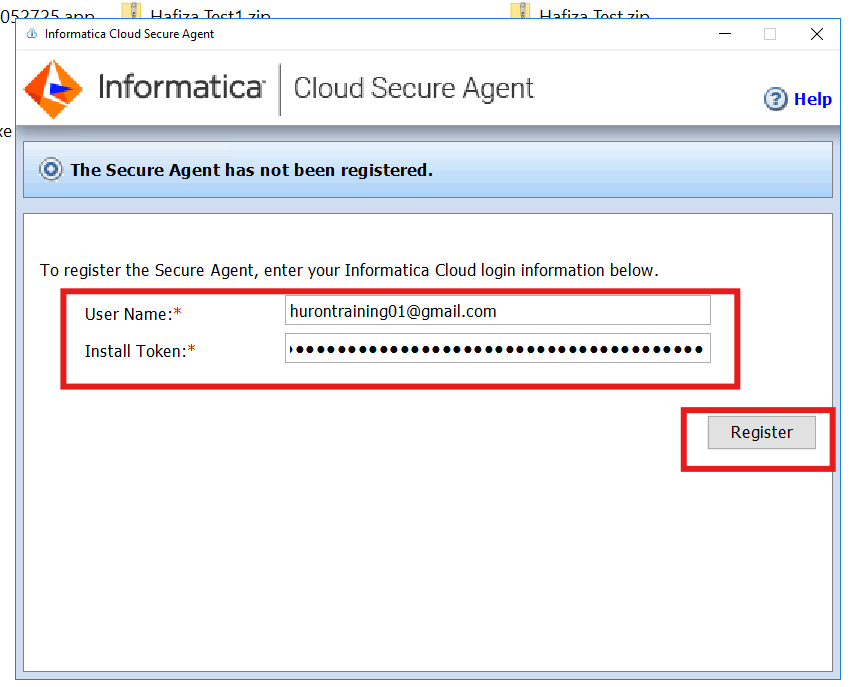 052725.app Hafiza Test1.zip Hafiza Test.zip
Informatica Cloud Secure Agent
Informatica Cloud Secure Agent
? Help
xe
The Secure Agent has not been registered.
To register the Secure Agent, enter your Informatica Cloud login information below.
User Name:* hurontraining01@gmail.com
Install Token:*
Register